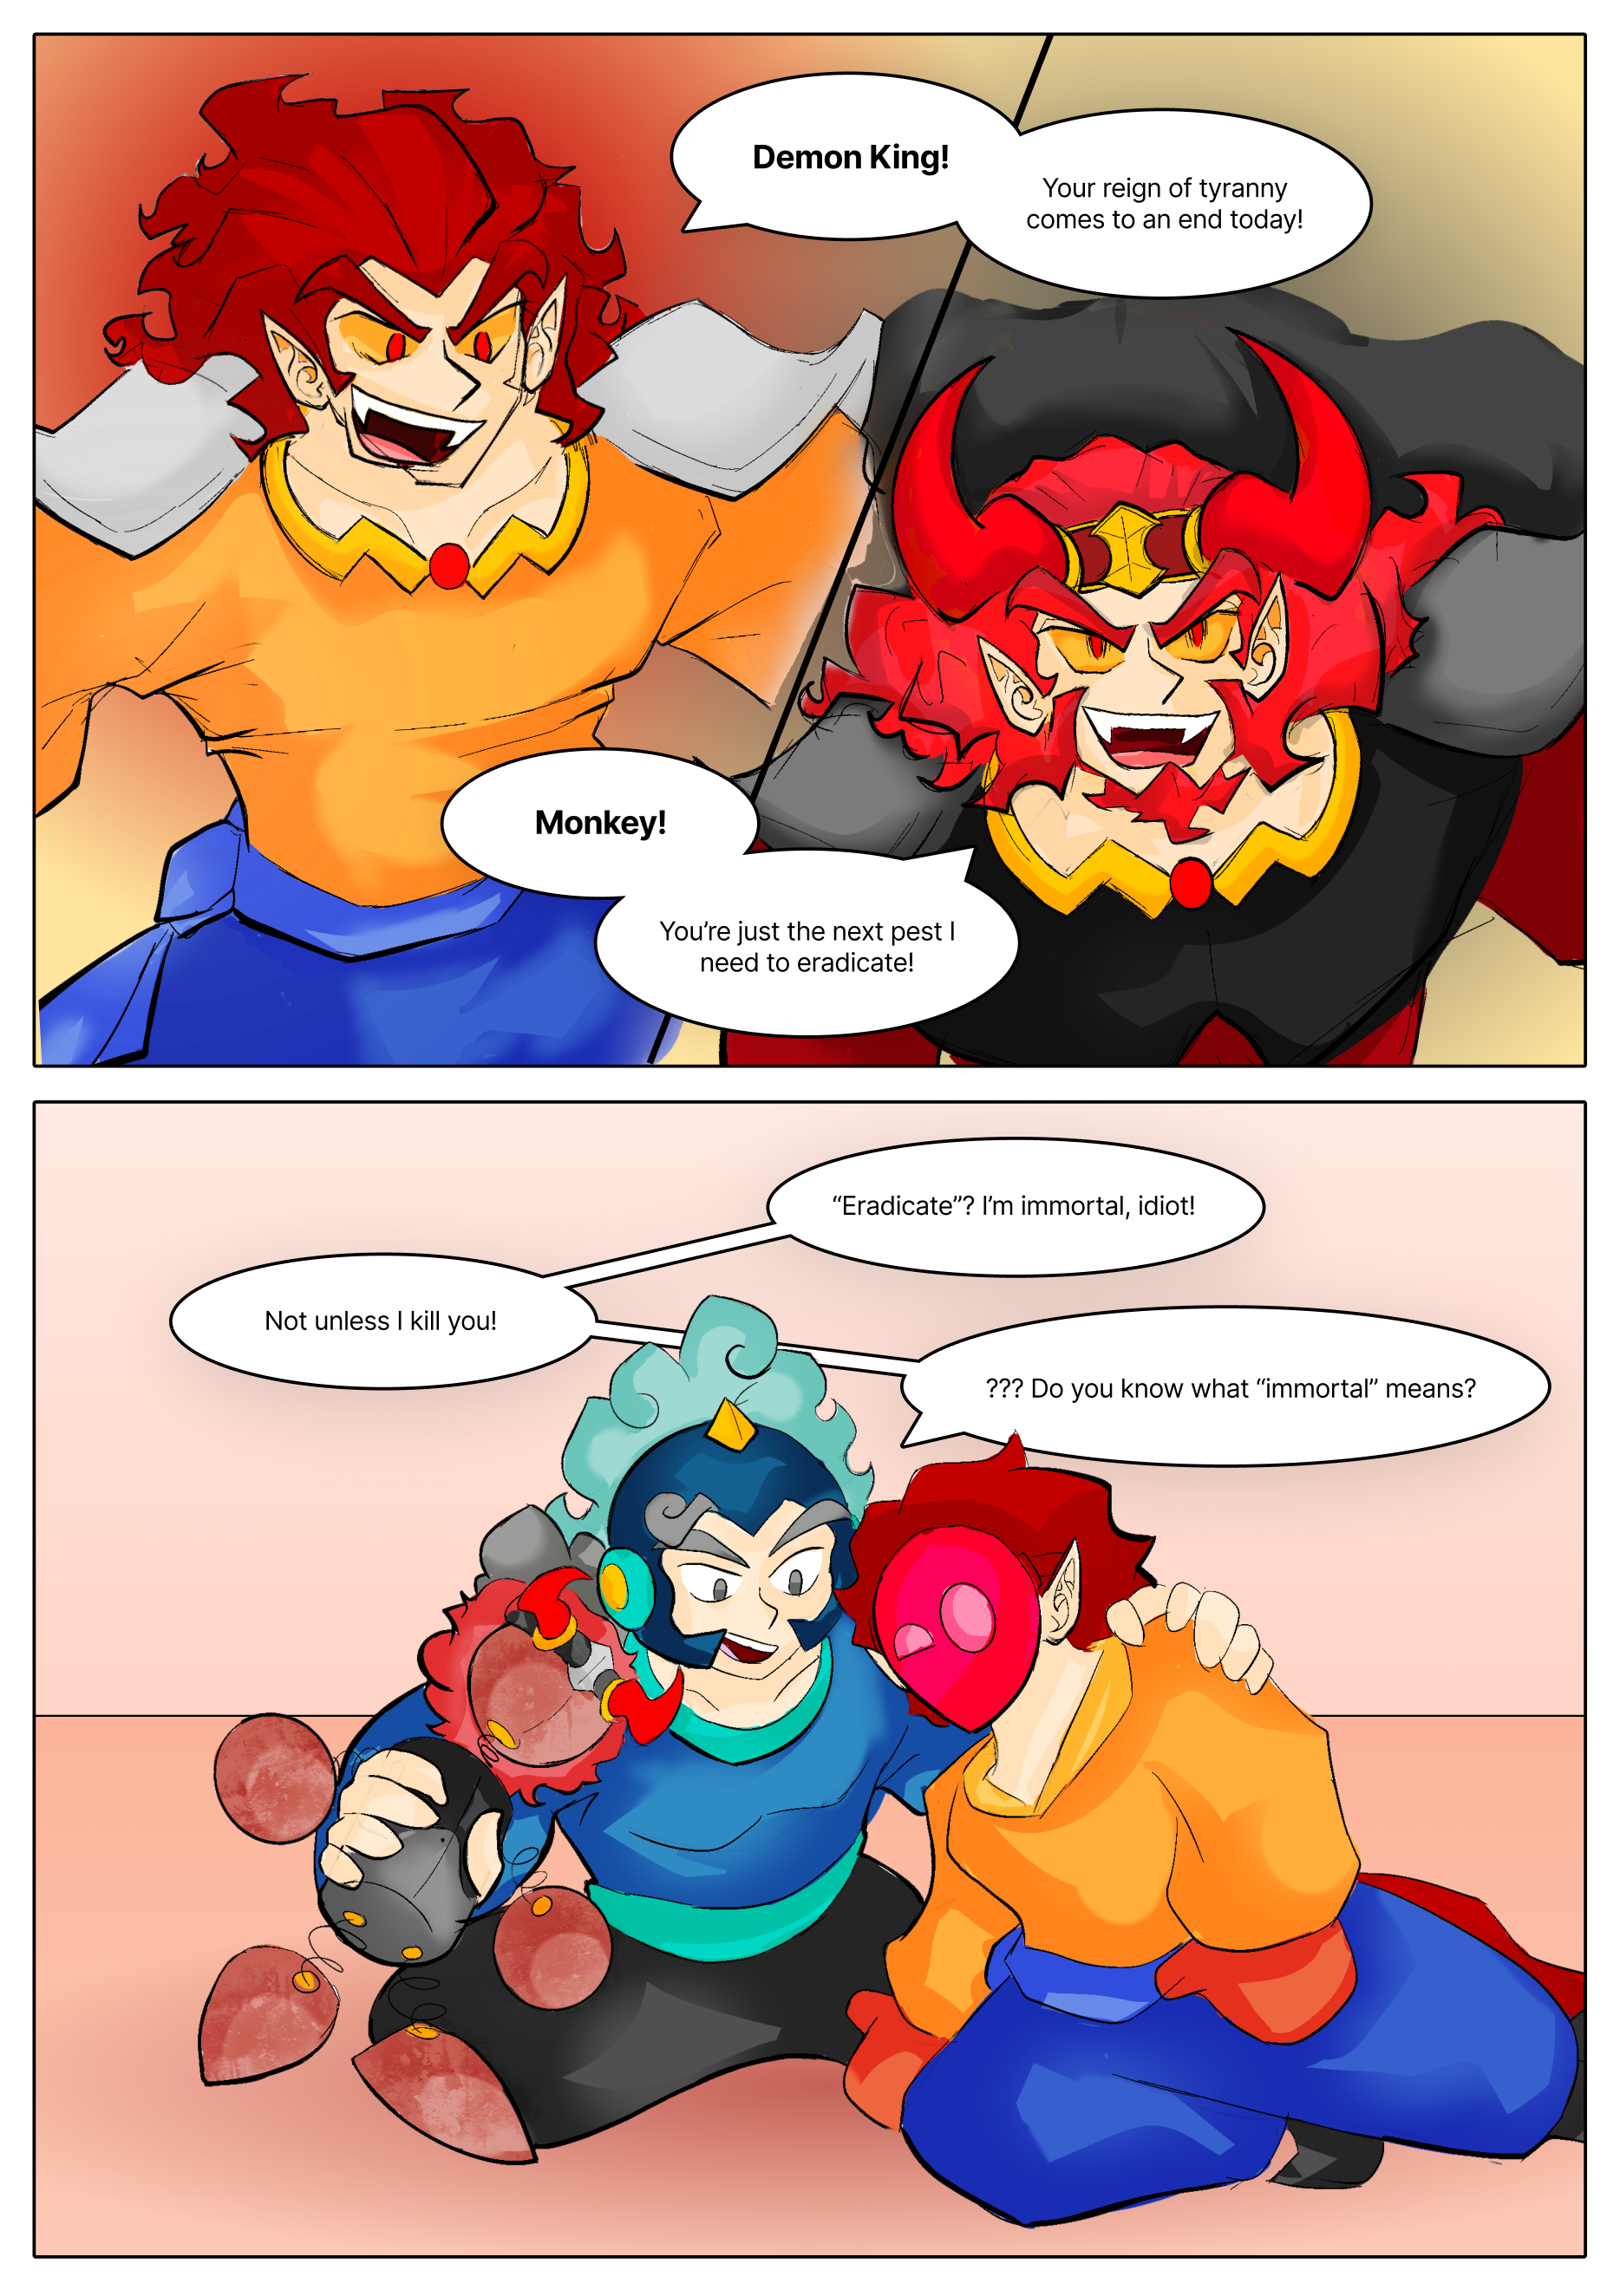 Demon King!
Your reign of tyranny
comes to an end today!
Monkey!
You’re just the next pest I
need to eradicate!
“Eradicate”? I’m immortal, idiot!
Not unless I kill you!
??? Do you know what “immortal” means?